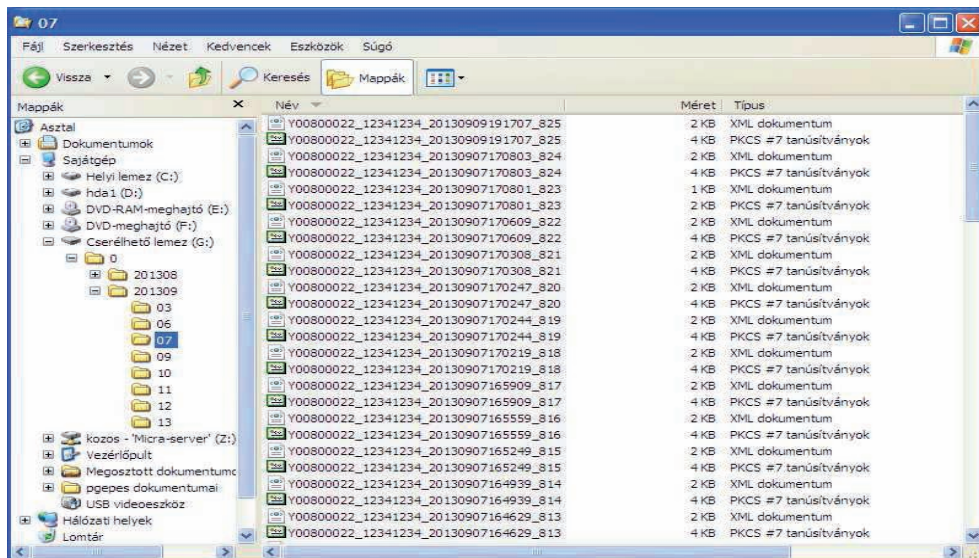 07
Fájl Szerkesztés Nézet Kedvencek Eszközök Súgó
Vissza Keresés Mappák
Mappák
Asztal
Dokumentumok
Sajátgép
Helyi lemez (C:)
hda1 (D:)
DVD-RAM-meghajtó (E:)
DVD-meghajtó (F:)
Cserélhető lemez (G:)
0
201308
201309
03
06
07
09
10
11
12
13
kozos - 'Micra-server' (Z:)
Vezérlőpult
Megosztott dokumentumo
pgepes dokumentumai
USB videoeszköz
Hálózati helyek
Lomtár
Név Méret Típus
Y00800022_12341234_20130909191707_825 2 KB XML dokumentum
Y00800022_12341234_20130909191707_825 4 KB PKCS #7 tanúsítványok
Y00800022_12341234_20130907170803_824 2 KB XML dokumentum
Y00800022_12341234_20130907170803_824 4 KB PKCS #7 tanúsítványok
Y00800022_12341234_20130907170801_823 1 KB XML dokumentum
Y00800022_12341234_20130907170801_823 4 KB PKCS #7 tanúsítványok
Y00800022_12341234_20130907170609_822 2 KB XML dokumentum
Y00800022_12341234_20130907170609_822 4 KB PKCS #7 tanúsítványok
Y00800022_12341234_20130907170308_821 2 KB XML dokumentum
Y00800022_12341234_20130907170308_821 4 KB PKCS #7 tanúsítványok
Y00800022_12341234_20130907170247_820 2 KB XML dokumentum
Y00800022_12341234_20130907170247_820 4 KB PKCS #7 tanúsítványok
Y00800022_12341234_20130907170244_819 2 KB XML dokumentum
Y00800022_12341234_20130907170244_819 4 KB PKCS #7 tanúsítványok
Y00800022_12341234_20130907170219_818 2 KB XML dokumentum
Y00800022_12341234_20130907170219_818 4 KB PKCS #7 tanúsítványok
Y00800022_12341234_20130907165909_817 2 KB XML dokumentum
Y00800022_12341234_20130907165909_817 4 KB PKCS #7 tanúsítványok
Y00800022_12341234_20130907165559_816 2 KB XML dokumentum
Y00800022_12341234_20130907165559_816 4 KB PKCS #7 tanúsítványok
Y00800022_12341234_20130907165249_815 2 KB XML dokumentum
Y00800022_12341234_20130907165249_815 4 KB PKCS #7 tanúsítványok
Y00800022_12341234_20130907164939_814 2 KB XML dokumentum
Y00800022_12341234_20130907164939_814 4 KB PKCS #7 tanúsítványok
Y00800022_12341234_20130907164629_813 2 KB XML dokumentum
Y00800022_12341234_20130907164629_813 4 KB PKCS #7 tanúsítványok